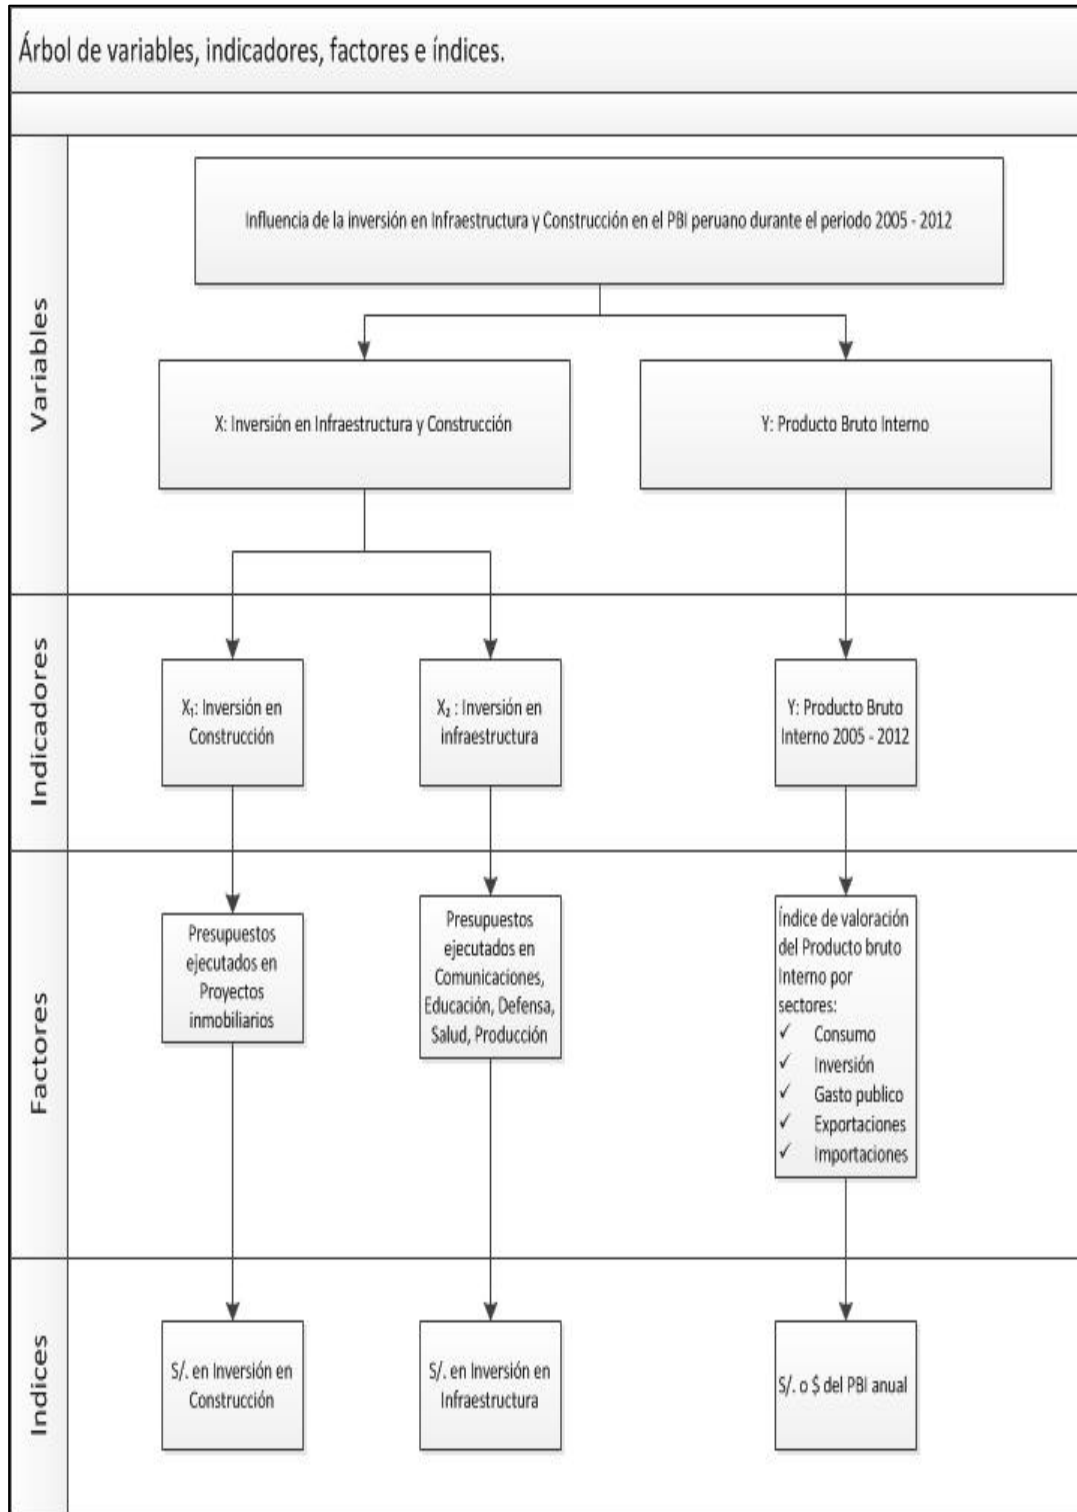 Árbol de variables, indicadores, factores e índices.
Variables
Influencia de la inversión en Infraestructura y Construcción en el PBI peruano durante el periodo 2005 - 2012
X: Inversión en Infraestructura y Construcción
Y: Producto Bruto Interno
Indicadores
X₁: Inversión en
Construcción
X₂ : Inversión en
infraestructura
Y: Producto Bruto
Interno 2005 - 2012
Factores
Presupuestos
ejecutados en
Proyectos
inmobiliarios
Presupuestos
ejecutados en
Comunicaciones,
Educación, Defensa,
Salud, Producción
Índice de valoración
del Producto bruto
Interno por
sectores:
✓ Consumo
✓ Inversión
✓ Gasto publico
✓ Exportaciones
✓ Importaciones
Indices
S/. en Inversión en
Construcción
S/. en Inversión en
Infraestructura
S/. o $ del PBI anual